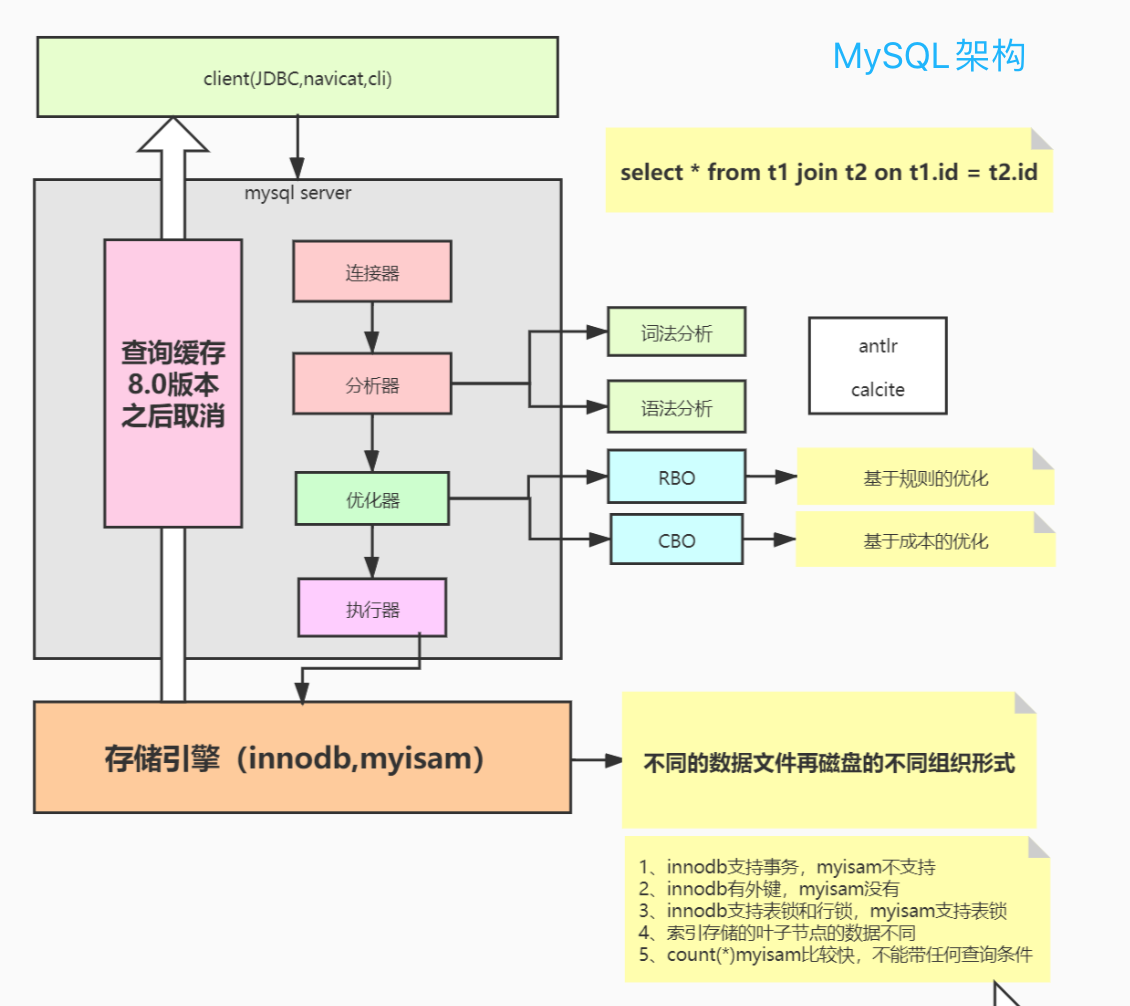 MySQL架构
client(JDBC,navicat,cli)
select * from t1 join t2 on t1.id = t2.id
mysql server
连接器
查询缓存
8.0版本
之后取消
分析器
词法分析
语法分析
antlr
calcite
优化器
RBO
基于规则的优化
CBO
基于成本的优化
执行器
存储引擎（innodb,myisam）
不同的数据文件再磁盘的不同组织形式
1、innodb支持事务，myisam不支持
2、innodb有外键，myisam没有
3、innodb支持表锁和行锁，myisam支持表锁
4、索引存储的叶子节点的数据不同
5、count(*)myisam比较快，不能带任何查询条件